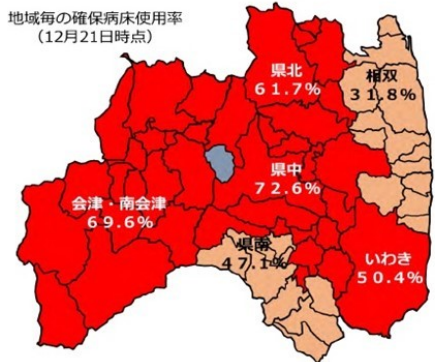 地域毎の確保病床使用率
（12月21日時点）
県北
61.7%
相双
31.8%
県中
72.6%
会津・南会津
69.6%
県南
47.1%
いわき
50.4%